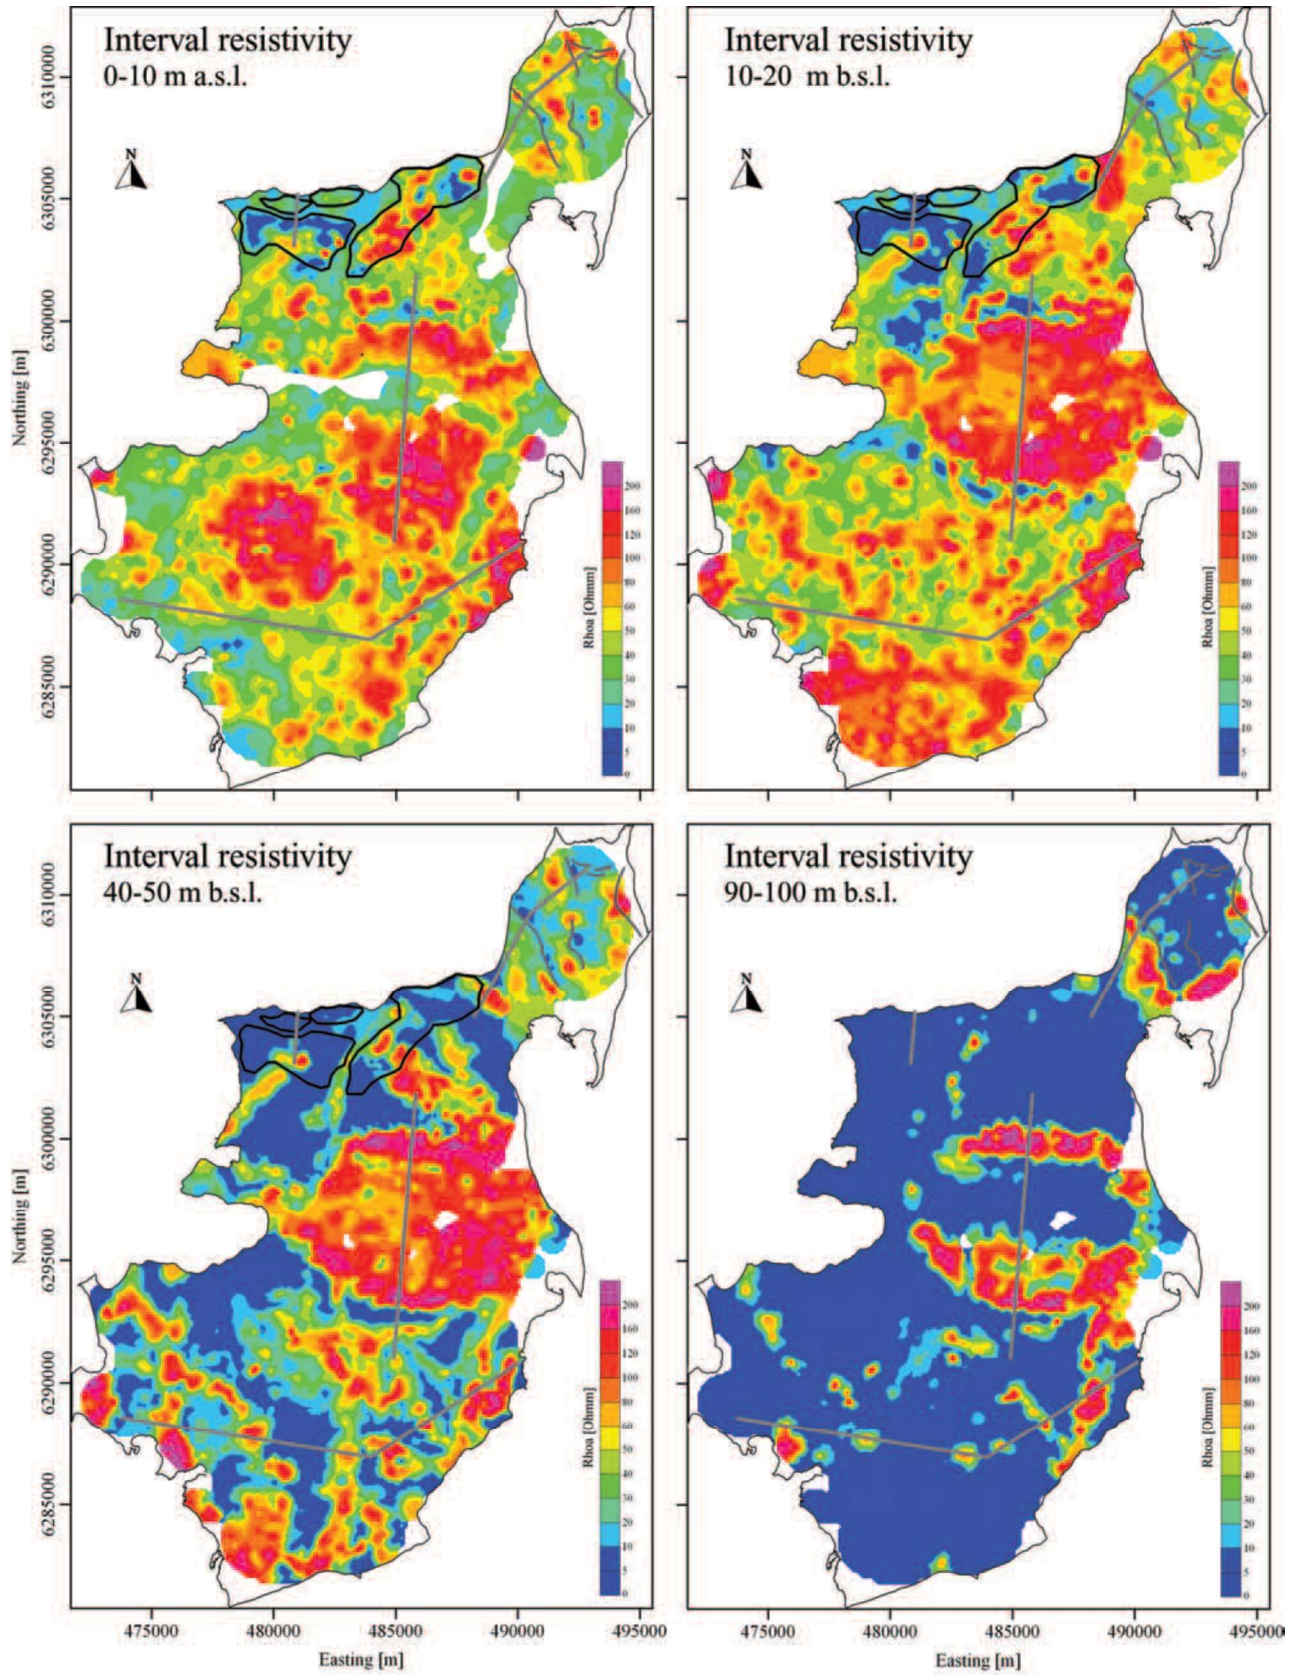 Interval resistivity
0-10 m a.s.l.
N
6310000
6305000
6300000
6295000
6290000
6285000
Northing [m]
Rhoa [Ohmm]
200
160
120
100
80
60
50
40
30
20
10
5
0
Interval resistivity
10-20 m b.s.l.
N
Rhoa [Ohmm]
200
160
120
100
80
60
50
40
30
20
10
5
0
Interval resistivity
40-50 m b.s.l.
N
6310000
6305000
6300000
6295000
6290000
6285000
Northing [m]
Rhoa [Ohmm]
200
160
120
100
80
60
50
40
30
20
10
5
0
475000 480000 485000 490000 495000
Easting [m]
Interval resistivity
90-100 m b.s.l.
N
Rhoa [Ohmm]
200
160
120
100
80
60
50
40
30
20
10
5
0
475000 480000 485000 490000 495000
Easting [m]